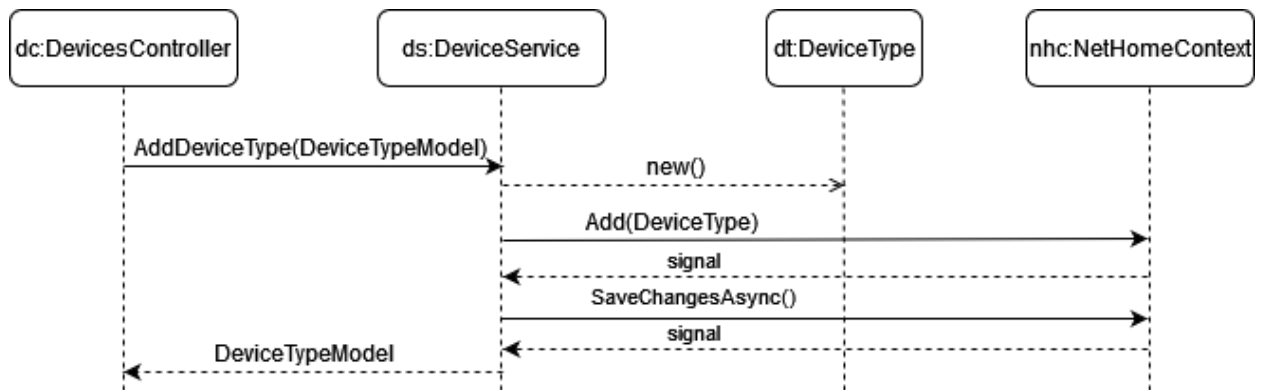 dc:DevicesController
ds:DeviceService
dt:DeviceType
nhc:NetHomeContext
AddDeviceType(DeviceTypeModel)
new()
Add(DeviceType)
signal
SaveChangesAsync()
signal
DeviceTypeModel